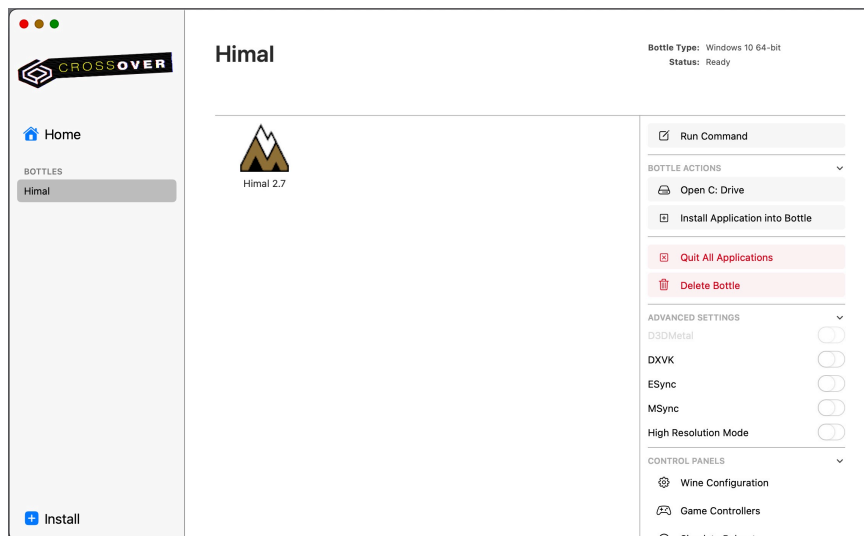 CROSSOVER
Home
BOTTLES
Himal
Install
Himal
Bottle Type: Windows 10 64-bit
Status: Ready
Himal 2.7
Run Command
BOTTLE ACTIONS
Open C: Drive
Install Application into Bottle
Quit All Applications
Delete Bottle
ADVANCED SETTINGS
D3DMetal
DXVK
ESync
MSync
High Resolution Mode
CONTROL PANELS
Wine Configuration
Game Controllers